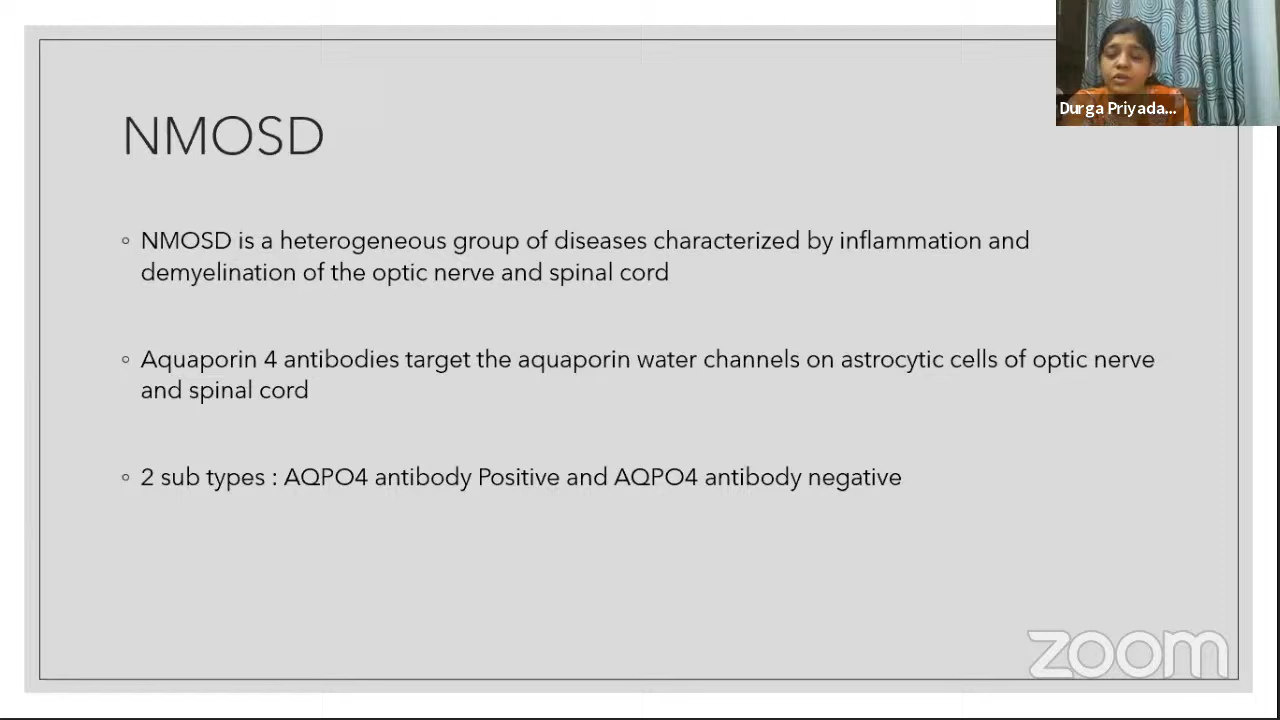 Durga Priyada...
NMOSD
◦ NMOSD is a heterogeneous group of diseases characterized by inflammation and
demyelination of the optic nerve and spinal cord
◦ Aquaporin 4 antibodies target the aquaporin water channels on astrocytic cells of optic nerve
and spinal cord
◦ 2 sub types : AQPO4 antibody Positive and AQPO4 antibody negative
zoom